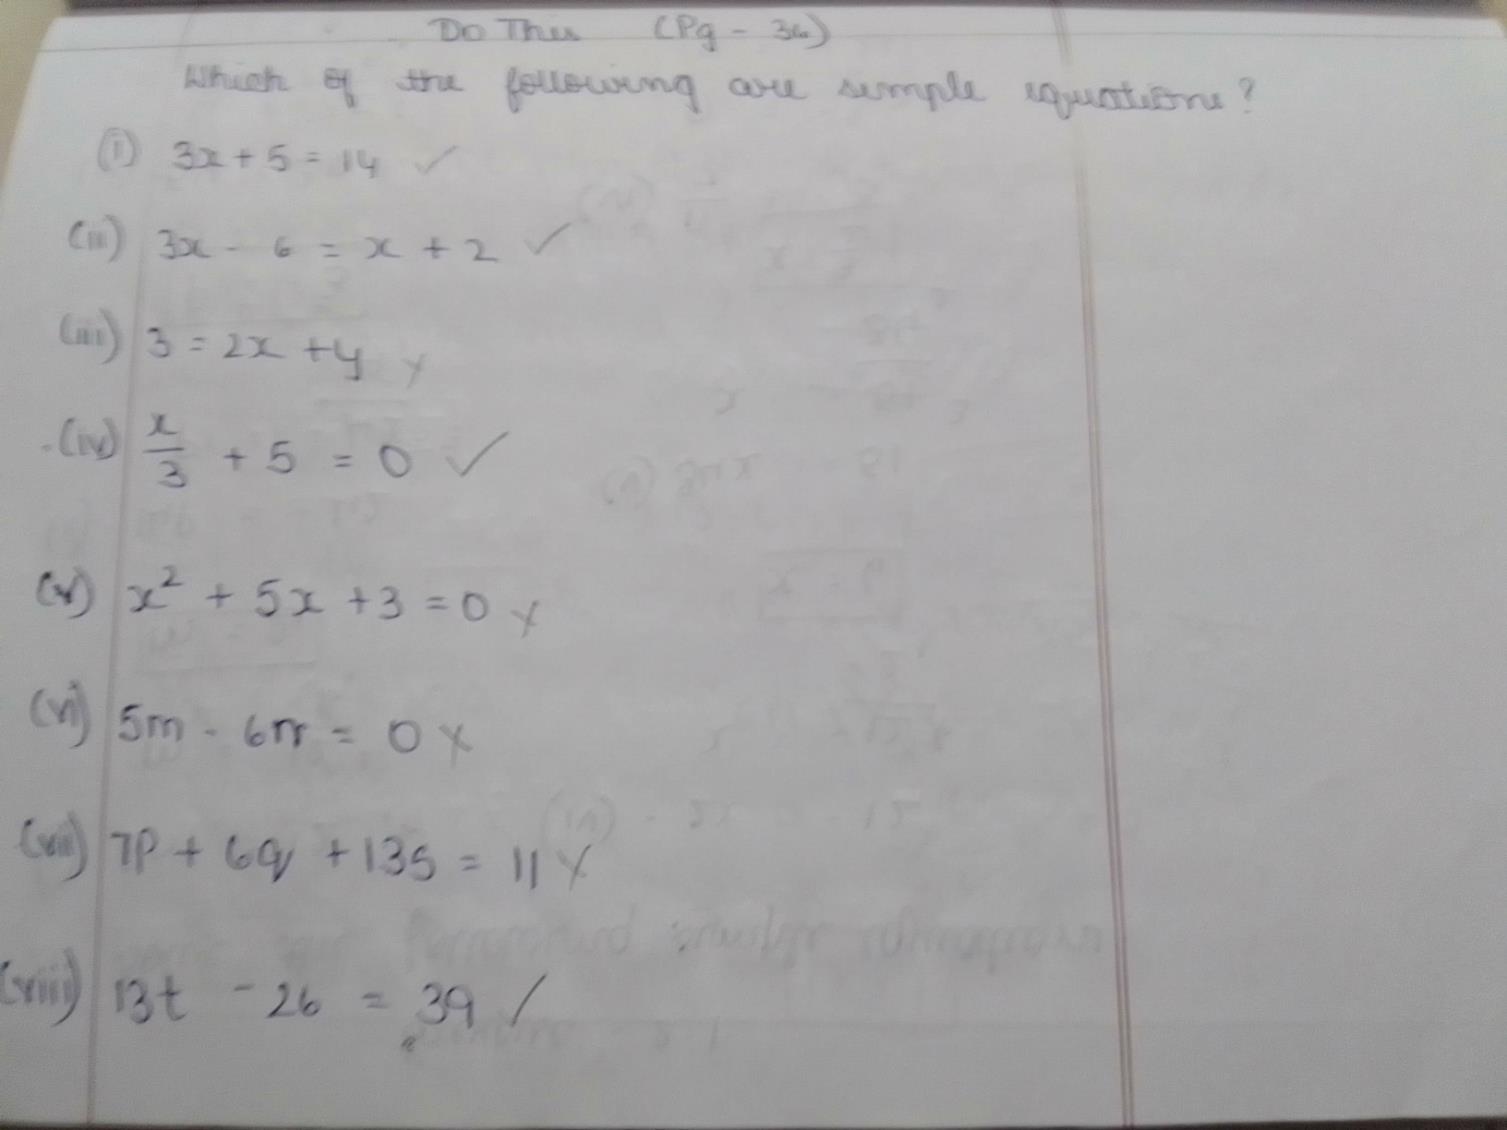 Do This (Pg - 36)
Which of the following are simple equations?
(i) 3x + 5 = 14 ✓
(ii) 3x - 6 = x + 2 ✓
(iii) 3 = 2x + y ×
(iv) x/3 + 5 = 0 ✓
(v) x² + 5x + 3 = 0 ×
(vi) 5m - 6n = 0 ×
(vii) 7p + 6q + 13s = 11 ×
(viii) 13t - 26 = 39 ✓